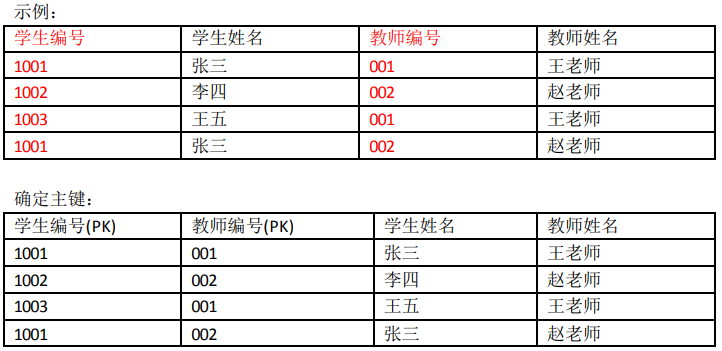 示例：
学生编号 学生姓名 教师编号 教师姓名
1001 张三 001 王老师
1002 李四 002 赵老师
1003 王五 001 王老师
1001 张三 002 赵老师
确定主键：
学生编号(PK) 教师编号(PK) 学生姓名 教师姓名
1001 001 张三 王老师
1002 002 李四 赵老师
1003 001 王五 王老师
1001 002 张三 赵老师